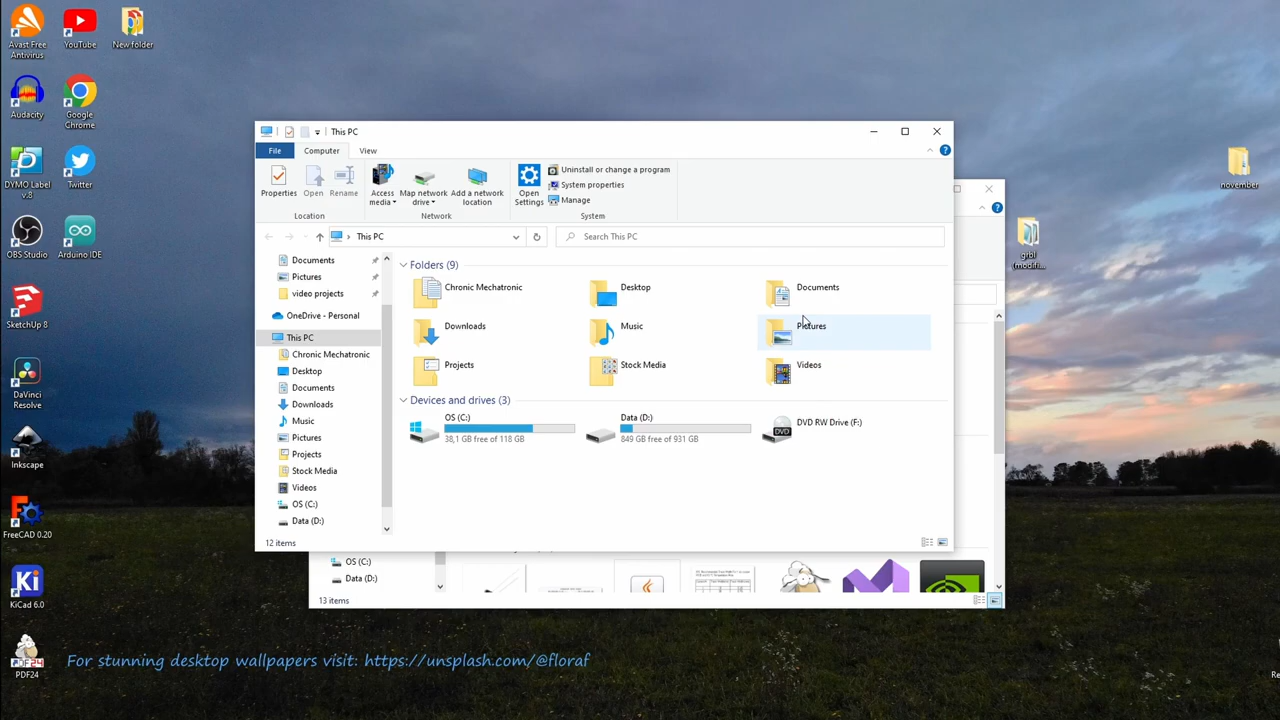 Avast Free
Antivirus
YouTube
New folder
Audacity
Google
Chrome
DYMO Label
v.8
Twitter
OBS Studio
Arduino IDE
SketchUp 8
DaVinci
Resolve
Inkscape
FreeCAD 0.20
KiCad 6.0
PDF24
november
grbl
(modifi...
This PC
File
Computer
View
Properties
Open
Rename
Location
Access
media
Map network
drive
Add a network
location
Network
Open
Settings
Uninstall or change a program
System properties
Manage
System
This PC
Search This PC
Documents
Pictures
video projects
OneDrive - Personal
This PC
Chronic Mechatronic
Desktop
Documents
Downloads
Music
Pictures
Projects
Stock Media
Videos
OS (C:)
Data (D:)
Folders (9)
Chronic Mechatronic
Desktop
Documents
Downloads
Music
Pictures
Projects
Stock Media
Videos
Devices and drives (3)
OS (C:)
38,1 GB free of 118 GB
Data (D:)
849 GB free of 931 GB
DVD
DVD RW Drive (F:)
12 items
OS (C:)
Data (D:)
13 items
For stunning desktop wallpapers visit: https://unsplash.com/@floraf